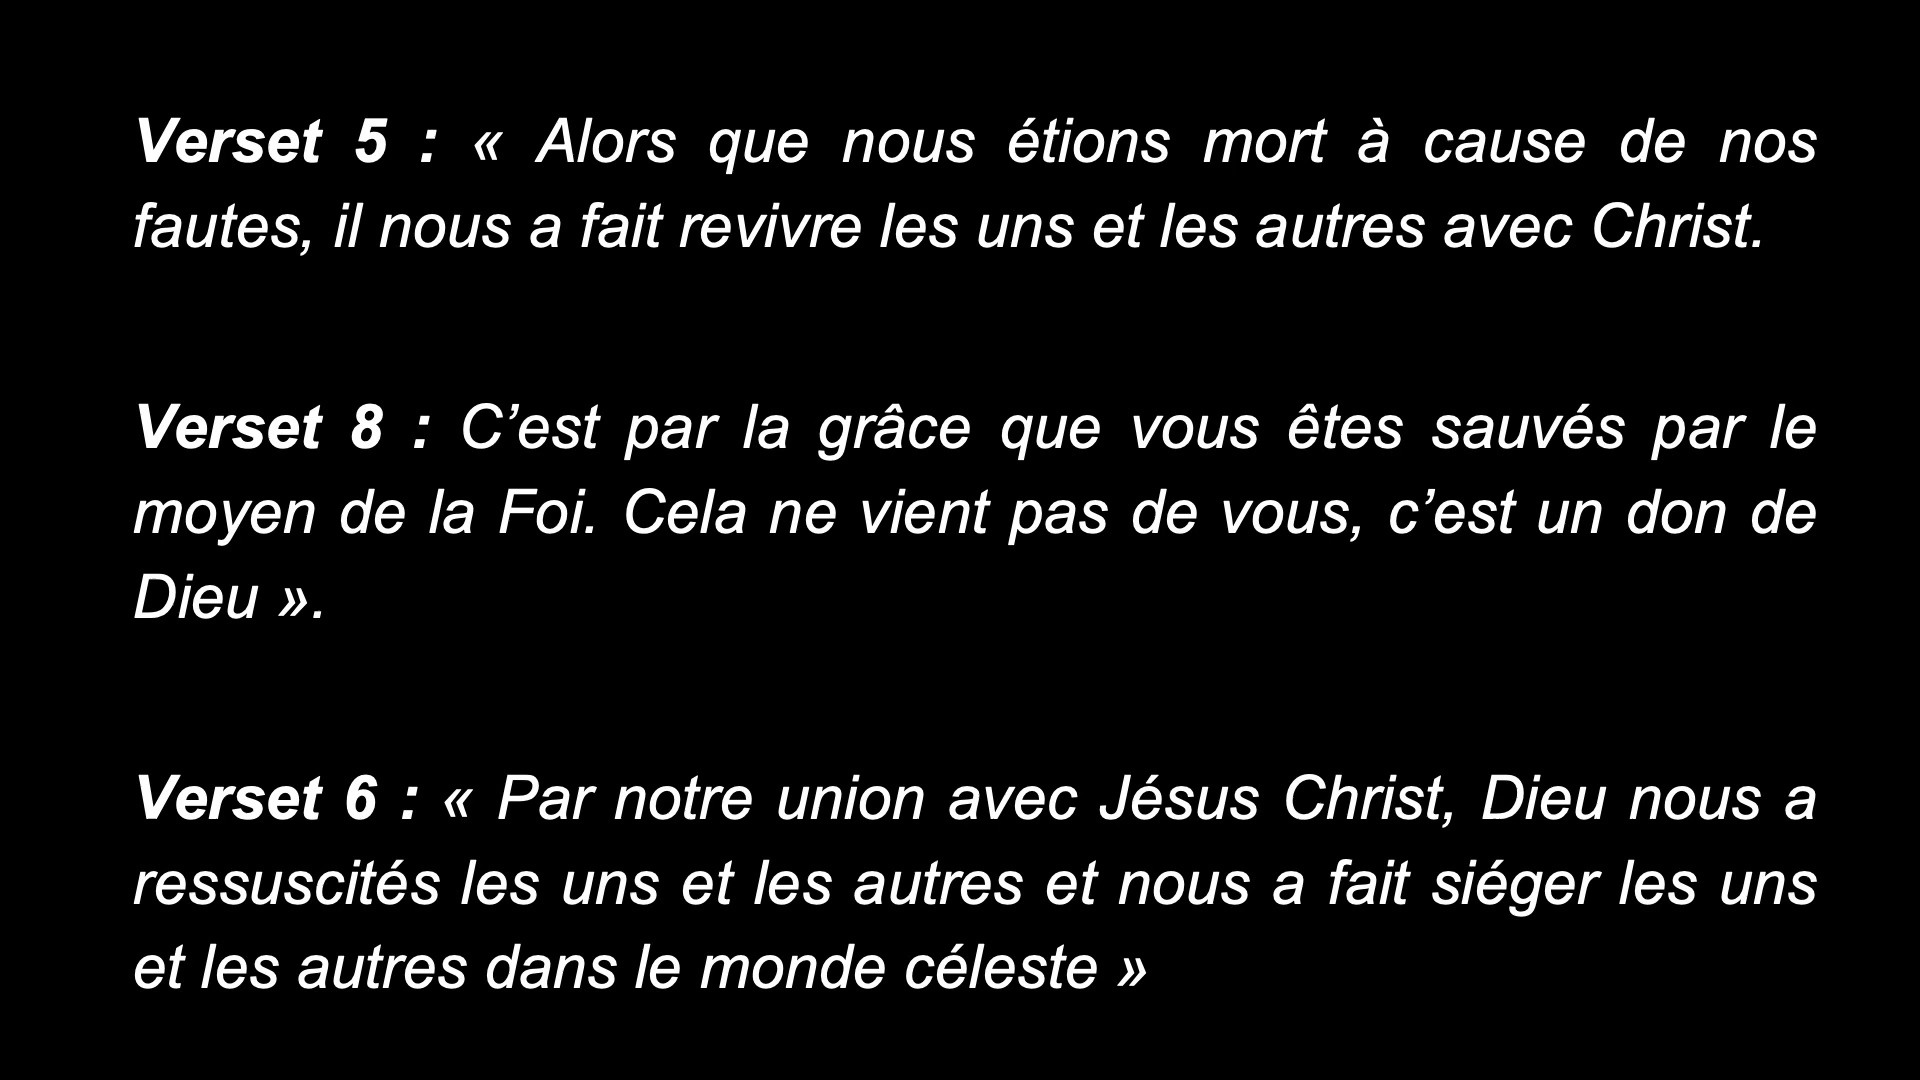 Verset 5 : « Alors que nous étions mort à cause de nos
fautes, il nous a fait revivre les uns et les autres avec Christ.
Verset 8 : C’est par la grâce que vous êtes sauvés par le
moyen de la Foi. Cela ne vient pas de vous, c’est un don de
Dieu ».
Verset 6 : « Par notre union avec Jésus Christ, Dieu nous a
ressuscités les uns et les autres et nous a fait siéger les uns
et les autres dans le monde céleste »